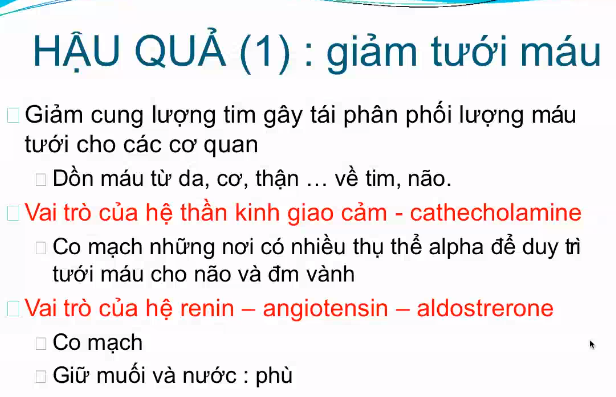 HẬU QUẢ (1) : giảm tưới máu
Giảm cung lượng tim gây tái phân phối lượng máu
tưới cho các cơ quan
Dồn máu từ da, cơ, thận … về tim, não.
Vai trò của hệ thần kinh giao cảm - cathecholamine
Co mạch những nơi có nhiều thụ thể alpha để duy trì
tưới máu cho não và đm vành
Vai trò của hệ renin – angiotensin – aldostrerone
Co mạch
Giữ muối và nước : phù